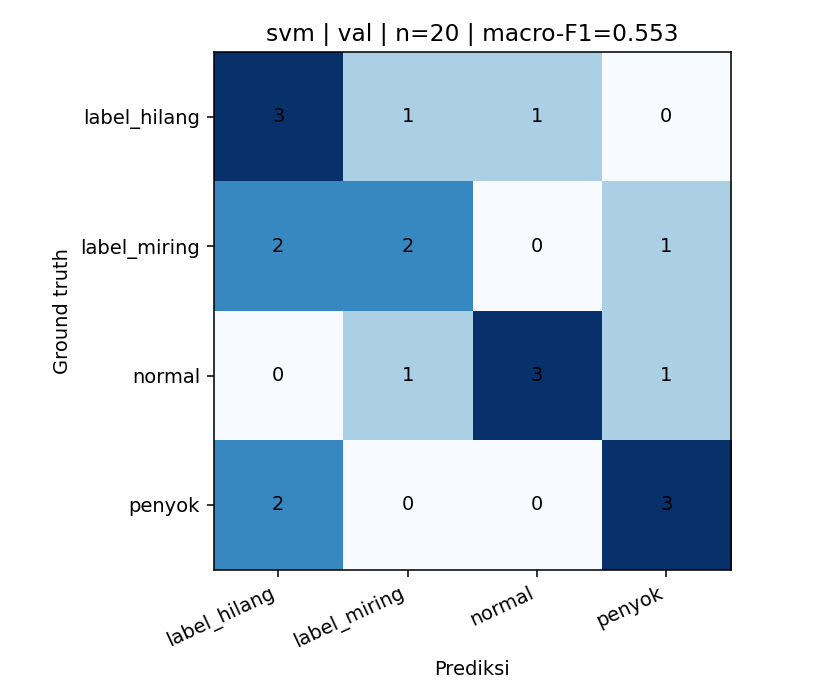 svm | val | n=20 | macro-F1=0.553
label_hilang 3 1 1 0
label_miring 2 2 0 1
Ground truth
normal 0 1 3 1
penyok 2 0 0 3
label_hilang label_miring normal penyok
Prediksi